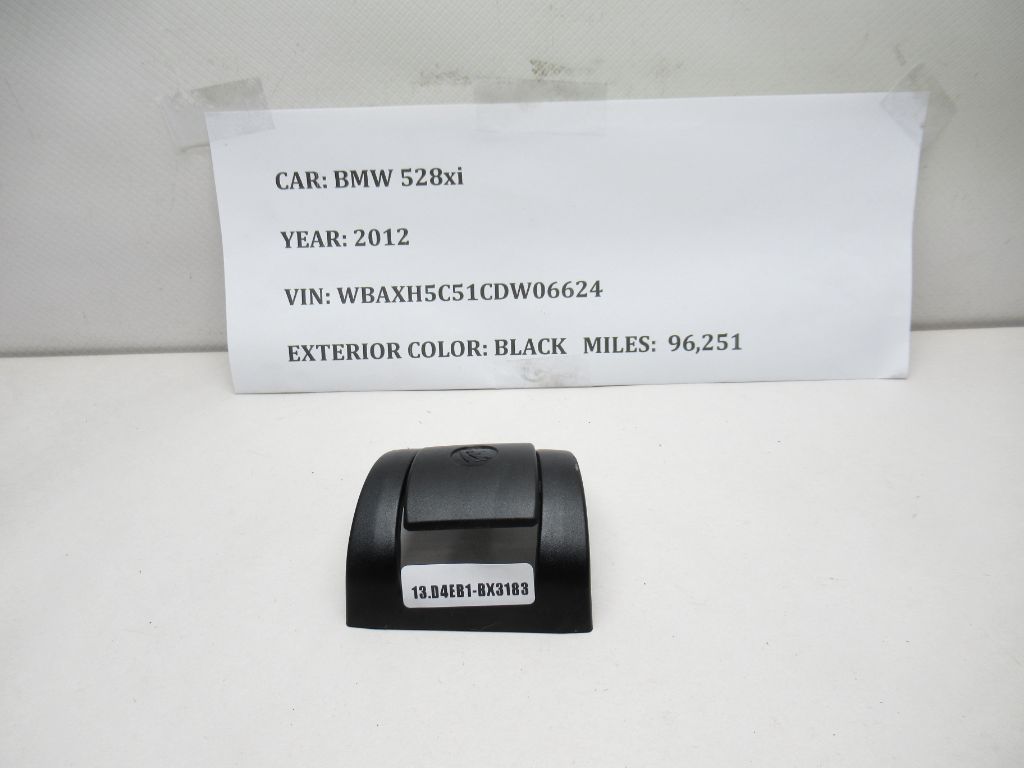 CAR: BMW 528xi
YEAR: 2012
VIN: WBAXH5C51CDW06624
EXTERIOR COLOR: BLACK MILES: 96,251
13.D4EB1-BX3183